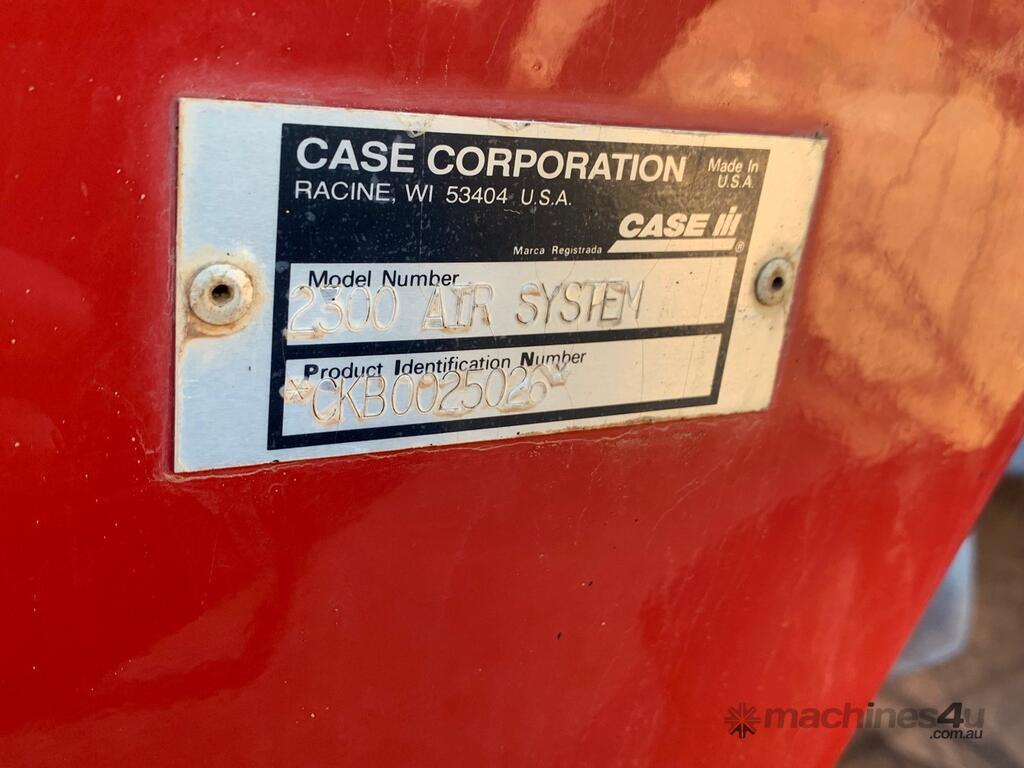 CASE CORPORATION
Made In
U.S.A.
RACINE, WI 53404 U.S.A.
CASE III
®
Marca Registrada
Model Number
2300 AIR SYSTEM
Product Identification Number
*CKB0025026*
machines4u
.com.au